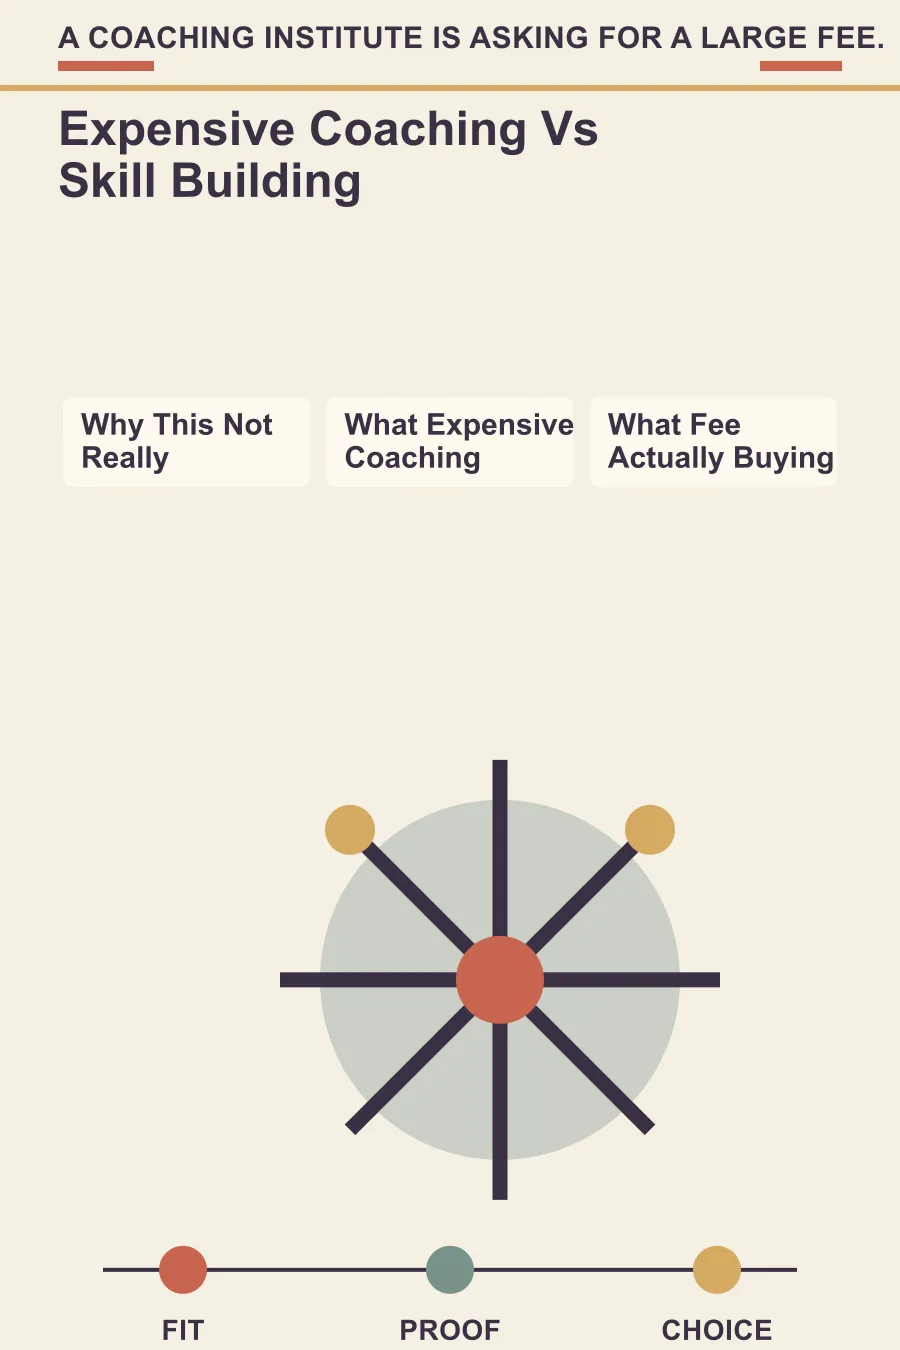 A COACHING INSTITUTE IS ASKING FOR A LARGE FEE.
Expensive Coaching Vs
Skill Building
Why This Not
Really
What Expensive
Coaching
What Fee
Actually Buying
FIT
PROOF
CHOICE